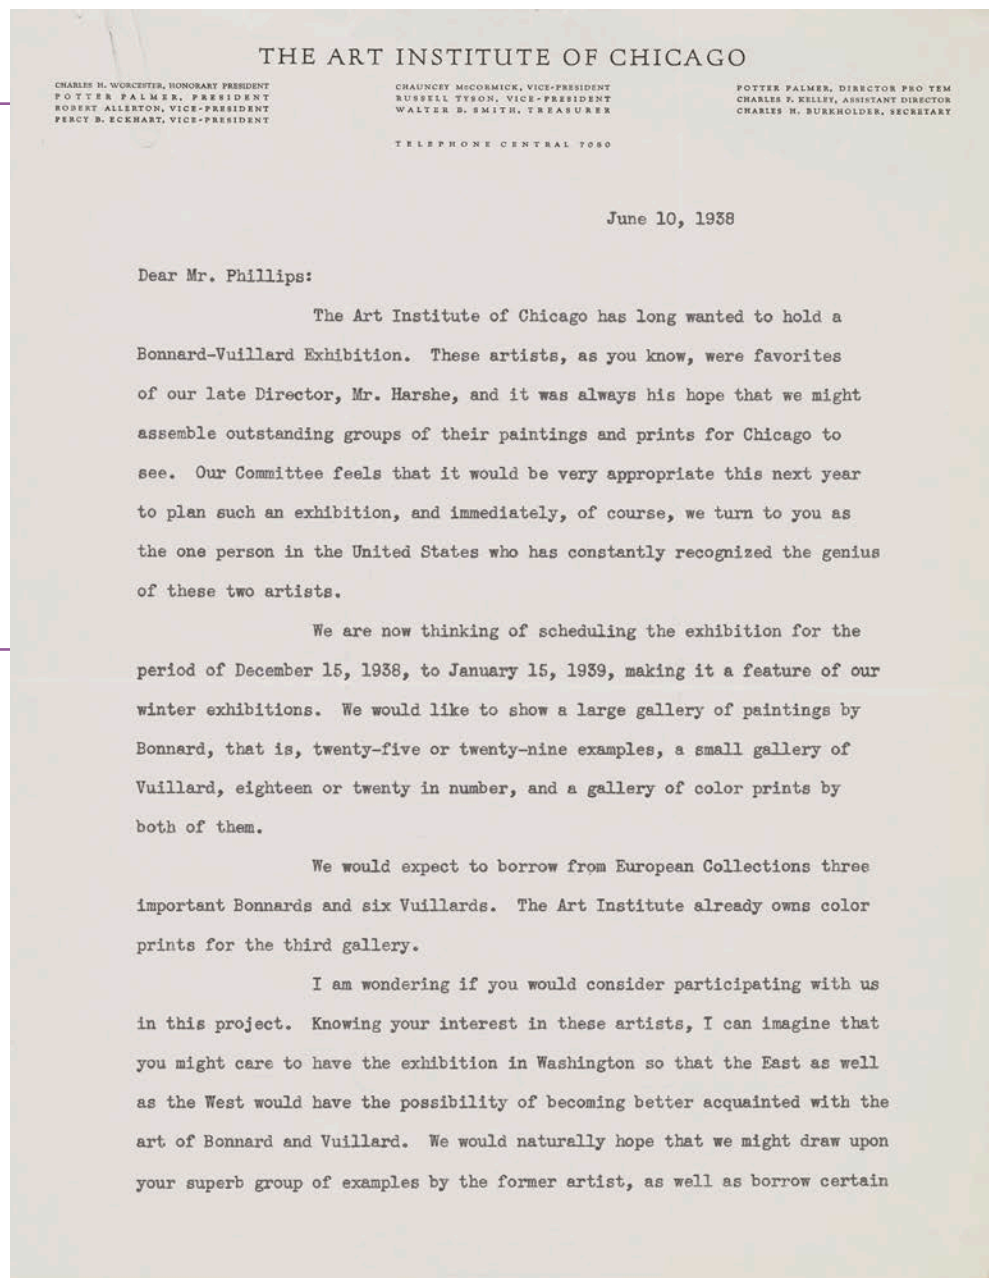 THE ART INSTITUTE OF CHICAGO
CHARLES H. WORCESTER, HONORARY PRESIDENT
POTTER PALMER, PRESIDENT
ROBERT ALLERTON, VICE-PRESIDENT
PERCY B. ECKHART, VICE-PRESIDENT
CHAUNCEY McCORMICK, VICE-PRESIDENT
RUSSELL TYSON, VICE-PRESIDENT
WALTER B. SMITH, TREASURER
POTTER PALMER, DIRECTOR PRO TEM
CHARLES F. KELLEY, ASSISTANT DIRECTOR
CHARLES H. BURKHOLDER, SECRETARY
TELEPHONE CENTRAL 7080
June 10, 1938
Dear Mr. Phillips:
The Art Institute of Chicago has long wanted to hold a
Bonnard-Vuillard Exhibition. These artists, as you know, were favorites
of our late Director, Mr. Harshe, and it was always his hope that we might
assemble outstanding groups of their paintings and prints for Chicago to
see. Our Committee feels that it would be very appropriate this next year
to plan such an exhibition, and immediately, of course, we turn to you as
the one person in the United States who has constantly recognized the genius
of these two artists.
We are now thinking of scheduling the exhibition for the
period of December 15, 1938, to January 15, 1939, making it a feature of our
winter exhibitions. We would like to show a large gallery of paintings by
Bonnard, that is, twenty-five or twenty-nine examples, a small gallery of
Vuillard, eighteen or twenty in number, and a gallery of color prints by
both of them.
We would expect to borrow from European Collections three
important Bonnards and six Vuillards. The Art Institute already owns color
prints for the third gallery.
I am wondering if you would consider participating with us
in this project. Knowing your interest in these artists, I can imagine that
you might care to have the exhibition in Washington so that the East as well
as the West would have the possibility of becoming better acquainted with the
art of Bonnard and Vuillard. We would naturally hope that we might draw upon
your superb group of examples by the former artist, as well as borrow certain